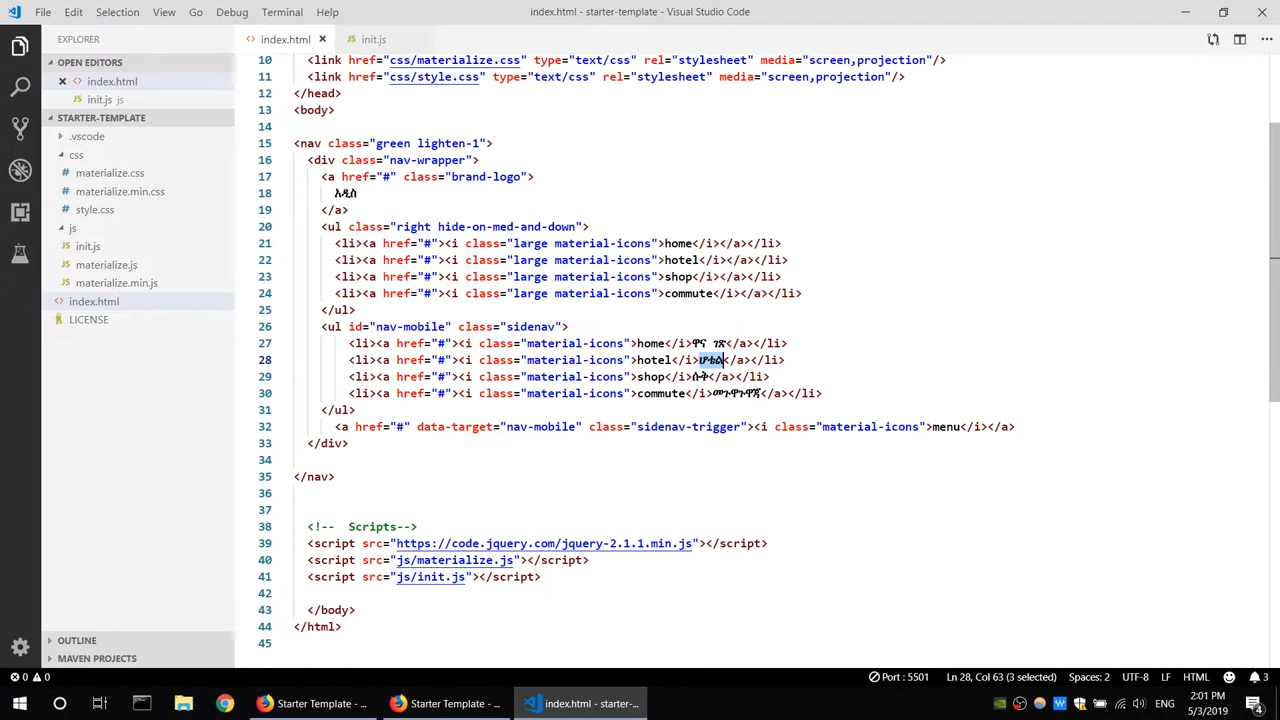 File Edit Selection View Go Debug Terminal Help
index.html - starter-template - Visual Studio Code
EXPLORER
OPEN EDITORS
index.html
init.js js
STARTER-TEMPLATE
.vscode
css
materialize.css
materialize.min.css
style.css
js
init.js
materialize.js
materialize.min.js
index.html
LICENSE
OUTLINE
MAVEN PROJECTS
index.html
init.js
10 <link href="css/materialize.css" type="text/css" rel="stylesheet" media="screen,projection"/>
11 <link href="css/style.css" type="text/css" rel="stylesheet" media="screen,projection"/>
12 </head>
13 <body>
14
15 <nav class="green lighten-1">
16 <div class="nav-wrapper">
17 <a href="#" class="brand-logo">
18 አዲስ
19 </a>
20 <ul class="right hide-on-med-and-down">
21 <li><a href="#"><i class="large material-icons">home</i></a></li>
22 <li><a href="#"><i class="large material-icons">hotel</i></a></li>
23 <li><a href="#"><i class="large material-icons">shop</i></a></li>
24 <li><a href="#"><i class="large material-icons">commute</i></a></li>
25 </ul>
26 <ul id="nav-mobile" class="sidenav">
27 <li><a href="#"><i class="material-icons">home</i>ዋና ገጽ</a></li>
28 <li><a href="#"><i class="material-icons">hotel</i>ሆቴል</a></li>
29 <li><a href="#"><i class="material-icons">shop</i>ሱቅ</a></li>
30 <li><a href="#"><i class="material-icons">commute</i>መጉዋጉዋጃ</a></li>
31 </ul>
32 <a href="#" data-target="nav-mobile" class="sidenav-trigger"><i class="material-icons">menu</i></a>
33 </div>
34
35 </nav>
36
37
38 <!-- Scripts-->
39 <script src="https://code.jquery.com/jquery-2.1.1.min.js"></script>
40 <script src="js/materialize.js"></script>
41 <script src="js/init.js"></script>
42
43 </body>
44 </html>
45
0 0
Port : 5501 Ln 28, Col 63 (3 selected) Spaces: 2 UTF-8 LF HTML 3
Starter Template - ...
Starter Template - ...
index.html - starter-...
ENG
2:01 PM
5/3/2019
4